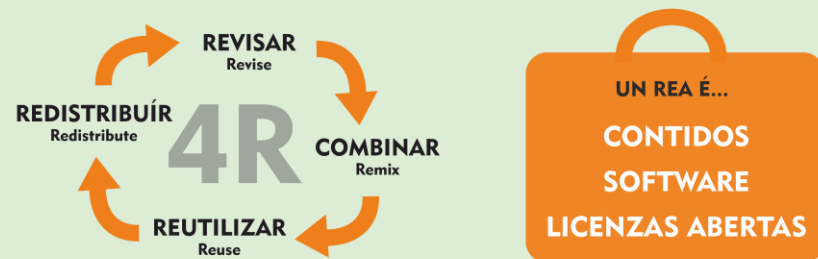 REVISAR
Revise
REDISTRIBUÍR
Redistribute
4R
COMBINAR
Remix
REUTILIZAR
Reuse
UN REA É...
CONTIDOS
SOFTWARE
LICENZAS ABERTAS